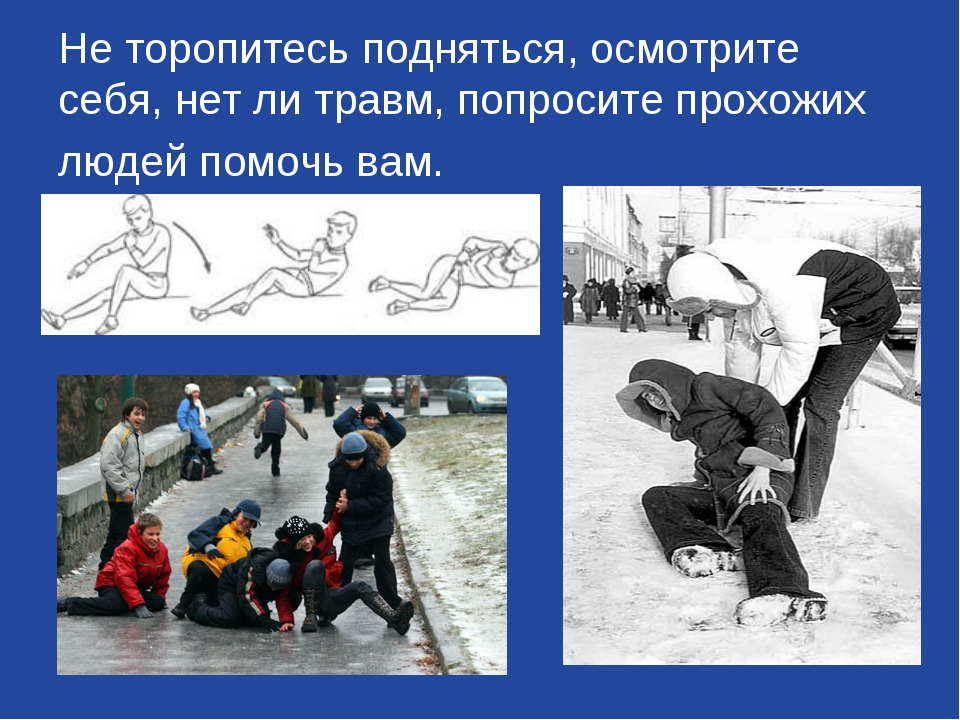 Не торопитесь подняться, осмотрите
себя, нет ли травм, попросите прохожих
людей помочь вам.